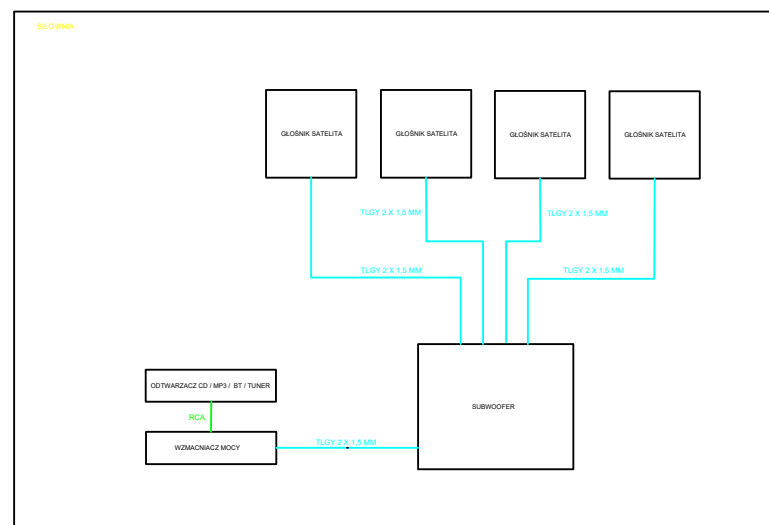 SIŁOWNIA
GŁOŚNIK SATELITA
GŁOŚNIK SATELITA
GŁOŚNIK SATELITA
GŁOŚNIK SATELITA
TLGY 2 X 1,5 MM
TLGY 2 X 1,5 MM
TLGY 2 X 1,5 MM
TLGY 2 X 1,5 MM
ODTWARZACZ CD / MP3 / BT / TUNER
SUBWOOFER
RCA
WZMACNIACZ MOCY
TLGY 2 X 1,5 MM